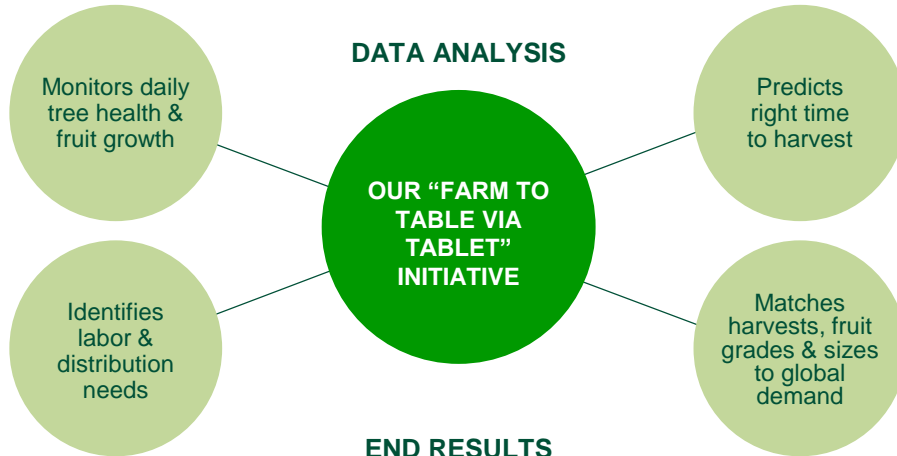 DATA ANALYSIS
Monitors daily
tree health &
fruit growth
Predicts
right time
to harvest
OUR “FARM TO
TABLE VIA
TABLET”
INITIATIVE
Identifies
labor &
distribution
needs
Matches
harvests, fruit
grades & sizes
to global
demand
END RESULTS